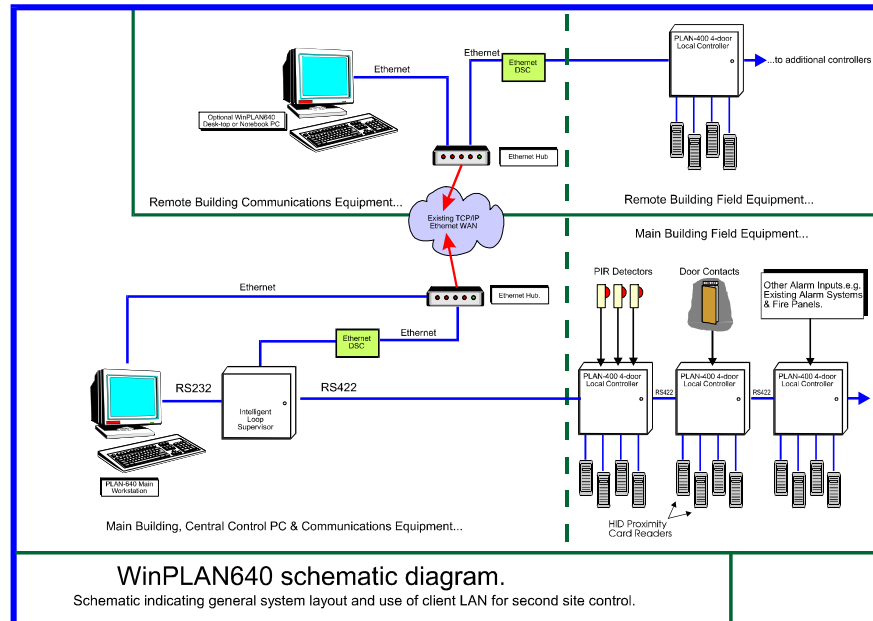 PLAN-400 4-door
Local Controller
Ethernet
Ethernet
DSC
...to additional controllers
Ethernet
Optional WinPLAN640
Desk-top or Notebook PC
Ethernet Hub
Remote Building Communications Equipment...
Remote Building Field Equipment...
Existing TCP/IP
Ethernet WAN
Main Building Field Equipment...
PIR Detectors
Door Contacts
Other Alarm Inputs.e.g.
Existing Alarm Systems
& Fire Panels.
Ethernet
Ethernet Hub.
Ethernet
DSC
Ethernet
RS232
RS422
Intelligent
Loop
Supervisor
PLAN-400 4-door
Local Controller
RS422
PLAN-400 4-door
Local Controller
RS422
PLAN-400 4-door
Local Controller
PLAN-640 Main
Workstation
HID Proximity
Card Readers
Main Building, Central Control PC & Communications Equipment...
WinPLAN640 schematic diagram.
Schematic indicating general system layout and use of client LAN for second site control.